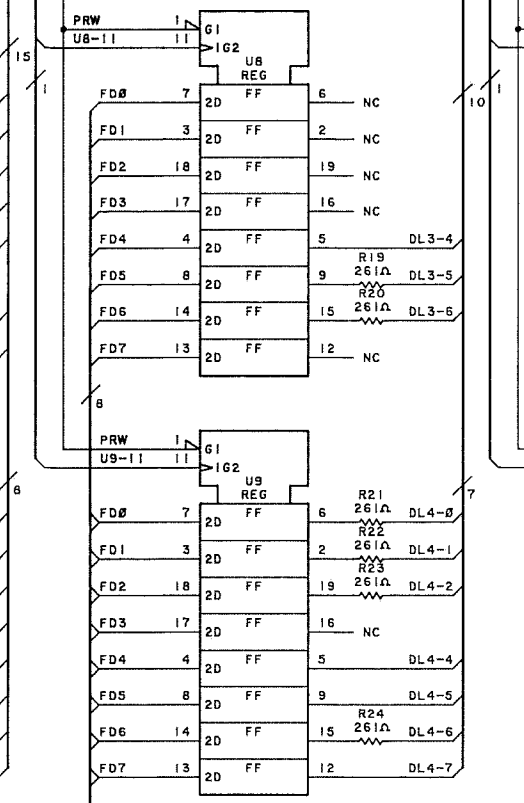 PRW 1 G1
U8-11 11 1G2
15
1
U8
REG
10
1
FDØ 7 2D FF 6 NC
FD1 3 2D FF 2 NC
FD2 18 2D FF 19 NC
FD3 17 2D FF 16 NC
FD4 4 2D FF 5 DL3-4
R19
FD5 8 2D FF 9 261Ω DL3-5
R20
FD6 14 2D FF 15 261Ω DL3-6
FD7 13 2D FF 12 NC
8
PRW 1 G1
U9-11 11 1G2
6
U9
REG
7
R21
FDØ 7 2D FF 6 261Ω DL4-Ø
R22
FD1 3 2D FF 2 261Ω DL4-1
R23
FD2 18 2D FF 19 261Ω DL4-2
FD3 17 2D FF 16 NC
FD4 4 2D FF 5 DL4-4
FD5 8 2D FF 9 DL4-5
R24
FD6 14 2D FF 15 261Ω DL4-6
FD7 13 2D FF 12 DL4-7